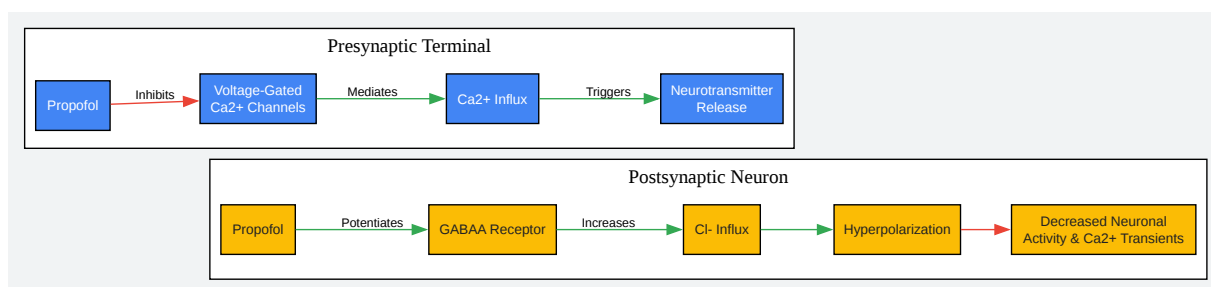 Presynaptic Terminal
Propofol
Inhibits
Voltage-Gated
Ca2+ Channels
Mediates
Ca2+ Influx
Triggers
Neurotransmitter
Release
Postsynaptic Neuron
Propofol
Potentiates
GABAA Receptor
Increases
Cl- Influx
Hyperpolarization
Decreased Neuronal
Activity & Ca2+ Transients